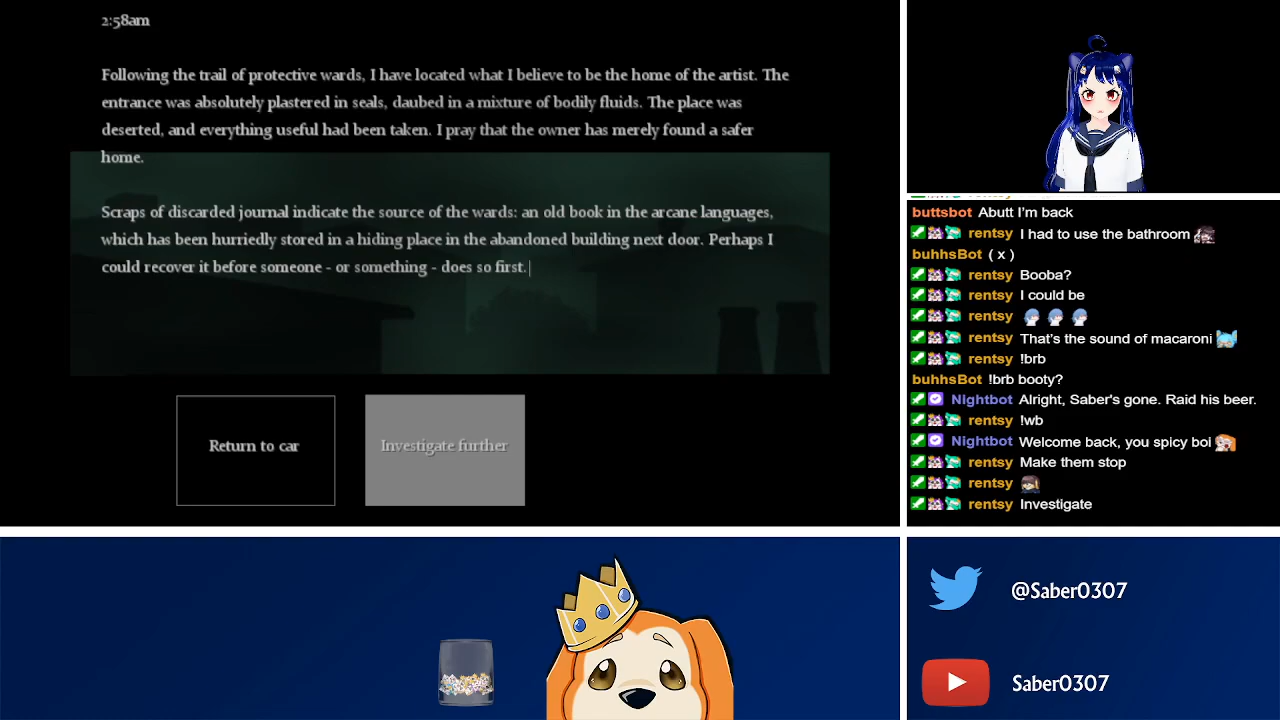 2:58am
Following the trail of protective wards, I have located what I believe to be the home of the artist. The
entrance was absolutely plastered in seals, daubed in a mixture of bodily fluids. The place was
deserted, and everything useful had been taken. I pray that the owner has merely found a safer
home.
Scraps of discarded journal indicate the source of the wards: an old book in the arcane languages,
which has been hurriedly stored in a hiding place in the abandoned building next door. Perhaps I
could recover it before someone - or something - does so first.
Return to car
Investigate further
buttsbot Abutt I'm back
rentsy I had to use the bathroom
buhhsBot ( x )
rentsy Booba?
rentsy I could be
rentsy
rentsy That's the sound of macaroni
rentsy !brb
buhhsBot !brb booty?
Nightbot Alright, Saber's gone. Raid his beer.
rentsy !wb
Nightbot Welcome back, you spicy boi
rentsy Make them stop
rentsy
rentsy Investigate
@Saber0307
Saber0307